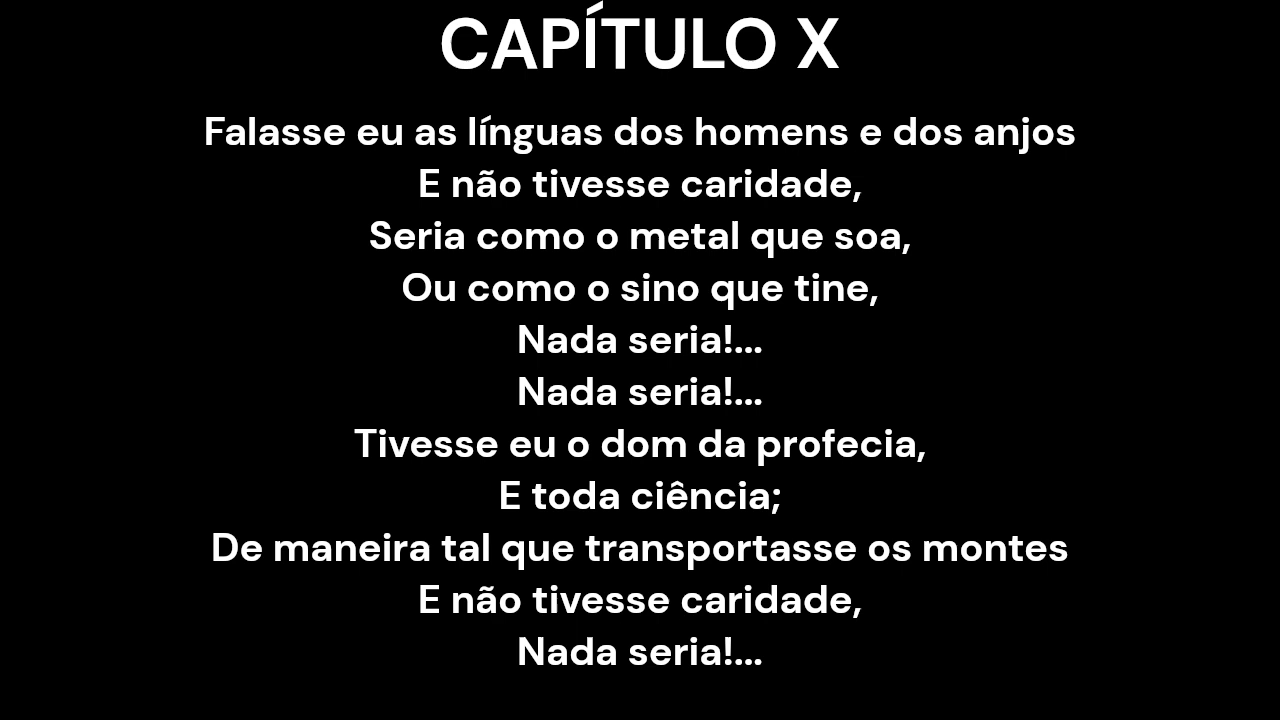 CAPÍTULO X
Falasse eu as línguas dos homens e dos anjos
E não tivesse caridade,
Seria como o metal que soa,
Ou como o sino que tine,
Nada seria!...
Nada seria!...
Tivesse eu o dom da profecia,
E toda ciência;
De maneira tal que transportasse os montes
E não tivesse caridade,
Nada seria!...